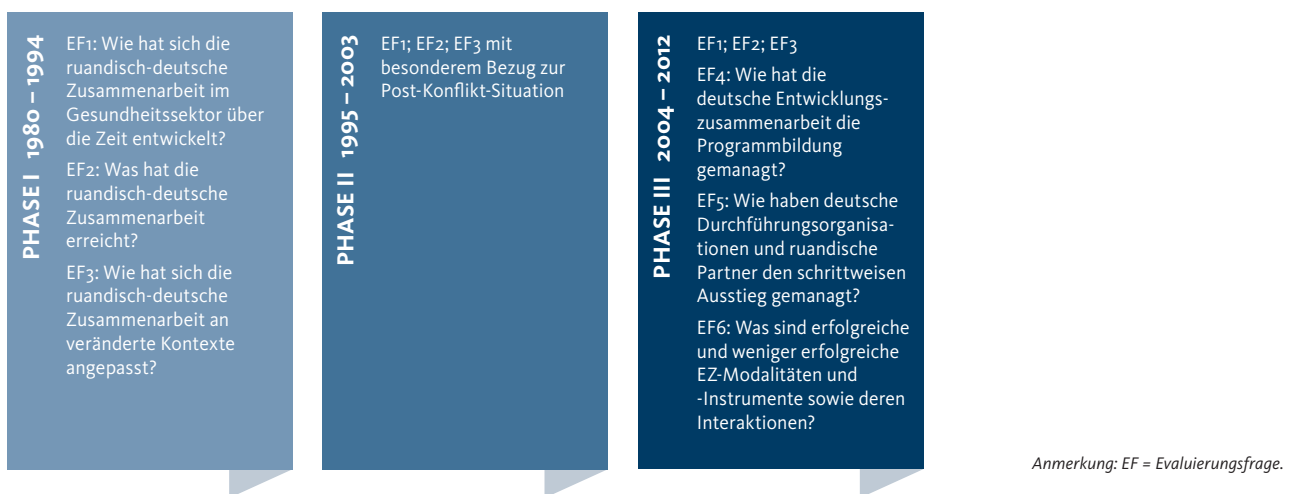 PHASE I 1980 – 1994
EF1: Wie hat sich die
ruandisch-deutsche
Zusammenarbeit im
Gesundheitssektor über
die Zeit entwickelt?
EF2: Was hat die
ruandisch-deutsche
Zusammenarbeit
erreicht?
EF3: Wie hat sich die
ruandisch-deutsche
Zusammenarbeit an
veränderte Kontexte
angepasst?
PHASE II 1995 – 2003
EF1; EF2; EF3 mit
besonderem Bezug zur
Post-Konflikt-Situation
PHASE III 2004 – 2012
EF1; EF2; EF3
EF4: Wie hat die
deutsche Entwicklungs-
zusammenarbeit die
Programmbildung
gemanagt?
EF5: Wie haben deutsche
Durchführungsorganisa-
tionen und ruandische
Partner den schrittweisen
Ausstieg gemanagt?
EF6: Was sind erfolgreiche
und weniger erfolgreiche
EZ-Modalitäten und
-Instrumente sowie deren
Interaktionen?
Anmerkung: EF = Evaluierungsfrage.